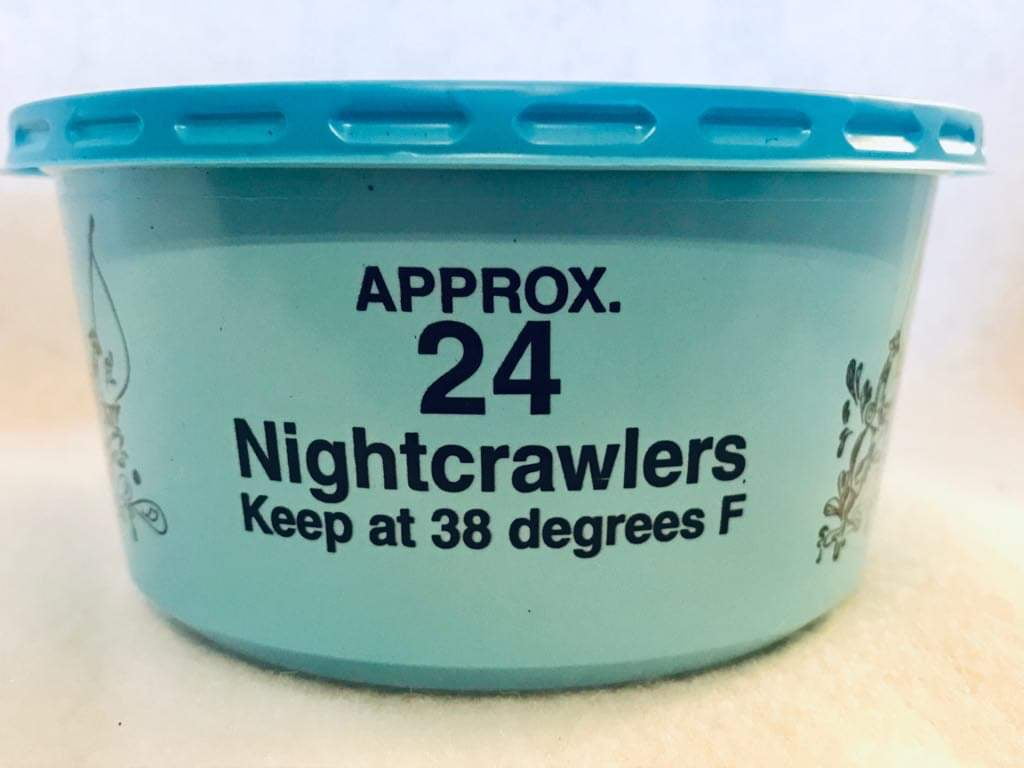 APPROX.
24
Nightcrawlers
Keep at 38 degrees F